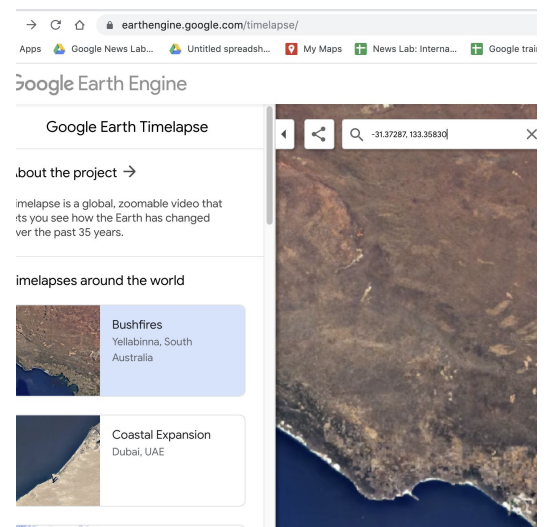 earthengine.google.com/timelapse/
Apps Google News Lab... Untitled spreadsh... My Maps News Lab: Interna... Google trai
Google Earth Engine
Google Earth Timelapse
-31.37287, 133.35830
About the project →
imelapse is a global, zoomable video that
ets you see how the Earth has changed
ver the past 35 years.
imelapses around the world
Bushfires
Yellabinna, South
Australia
Coastal Expansion
Dubai, UAE